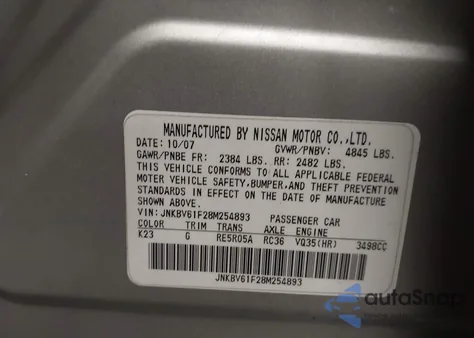 MANUFACTURED BY NISSAN MOTOR CO.,LTD.
DATE: 10/07 GVWR/PNBV: 4845 LBS.
GAWR/PNBE FR: 2384 LBS. RR: 2482 LBS.
THIS VEHICLE CONFORMS TO ALL APPLICABLE FEDERAL
MOTOR VEHICLE SAFETY,BUMPER,AND THEFT PREVENTION
STANDARDS IN EFFECT ON THE DATE OF MANUFACTURE
SHOWN ABOVE.
VIN: JNKBV61F28M254893 PASSENGER CAR
COLOR TRIM TRANS AXLE ENGINE
K23 G RE5R05A RC36 VQ35(HR) 3498CC
JNKBV61F28M254893
autoSnap